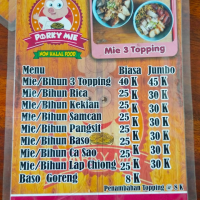 PORKY MIE
NON HALAL FOOD
Mie 3 Topping
Menu Biasa Jumbo
Mie/Bihun 3 Topping 40 K 45 K
Mie/Bihun Rica 25 K 30 K
Mie/Bihun Kekian 25 K 30 K
Mie/Bihun Samcan 25 K 30 K
Mie/Bihun Pangsit 25 K 30 K
Mie/Bihun Baso 25 K 30 K
Mie/Bihun Ca Sao 25 K 30 K
Mie/Bihun Lap Chiong 25 K 30 K
Baso Goreng 8 K
Penambahan Topping @ 8 K